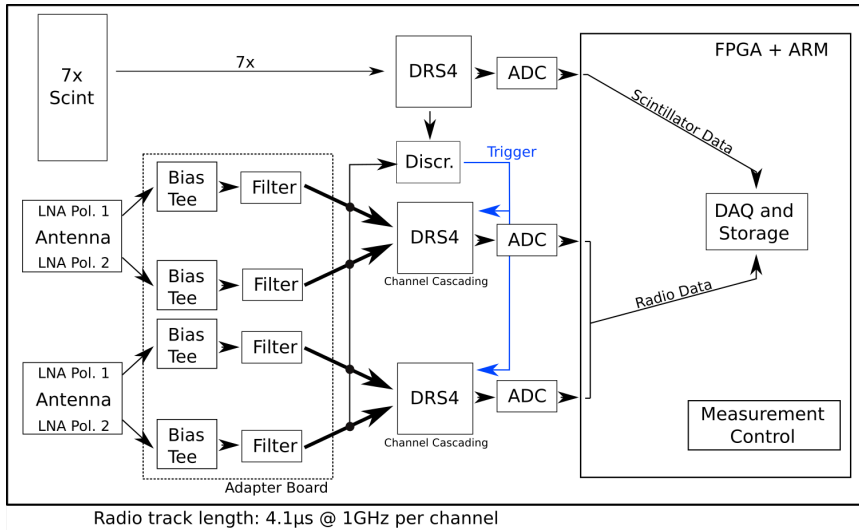 7x
Scint
7x
DRS4
ADC
FPGA + ARM
Scintillator Data
Discr.
Trigger
Bias
Tee
Filter
LNA Pol. 1
Antenna
LNA Pol. 2
DRS4
Channel Cascading
ADC
DAQ and
Storage
Bias
Tee
Filter
Radio Data
Bias
Tee
Filter
LNA Pol. 1
Antenna
LNA Pol. 2
DRS4
Channel Cascading
ADC
Bias
Tee
Filter
Measurement
Control
Adapter Board
Radio track length: 4.1µs @ 1GHz per channel